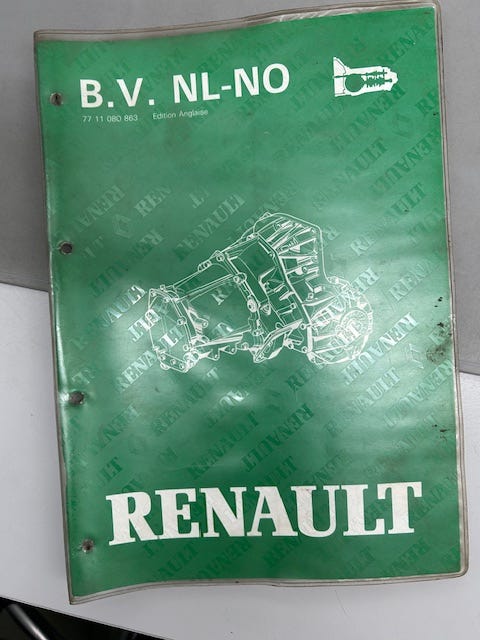 B.V. NL-NO
77 11 080 863 Edition Anglaise
RENAULT